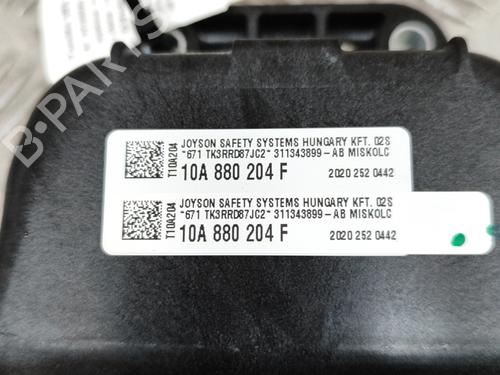 JOYSON SAFETY SYSTEMS HUNGARY KFT. 02S
"671 TK3RRD87JC2" 311343899-AB MISKOLC
T10A204
10A 880 204 F
2020 252 0442
JOYSON SAFETY SYSTEMS HUNGARY KFT. 02S
"671 TK3RRD87JC2" 311343899-AB MISKOLC
T10A204
10A 880 204 F
2020 252 0442
B-PARTS